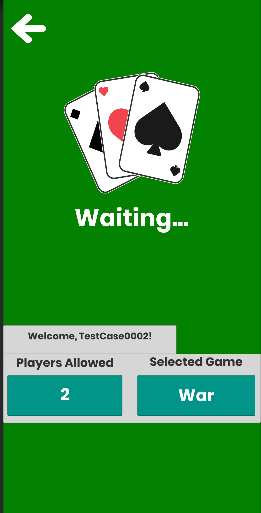 Waiting...
Welcome, TestCase0002!
Players Allowed
Selected Game
2
War